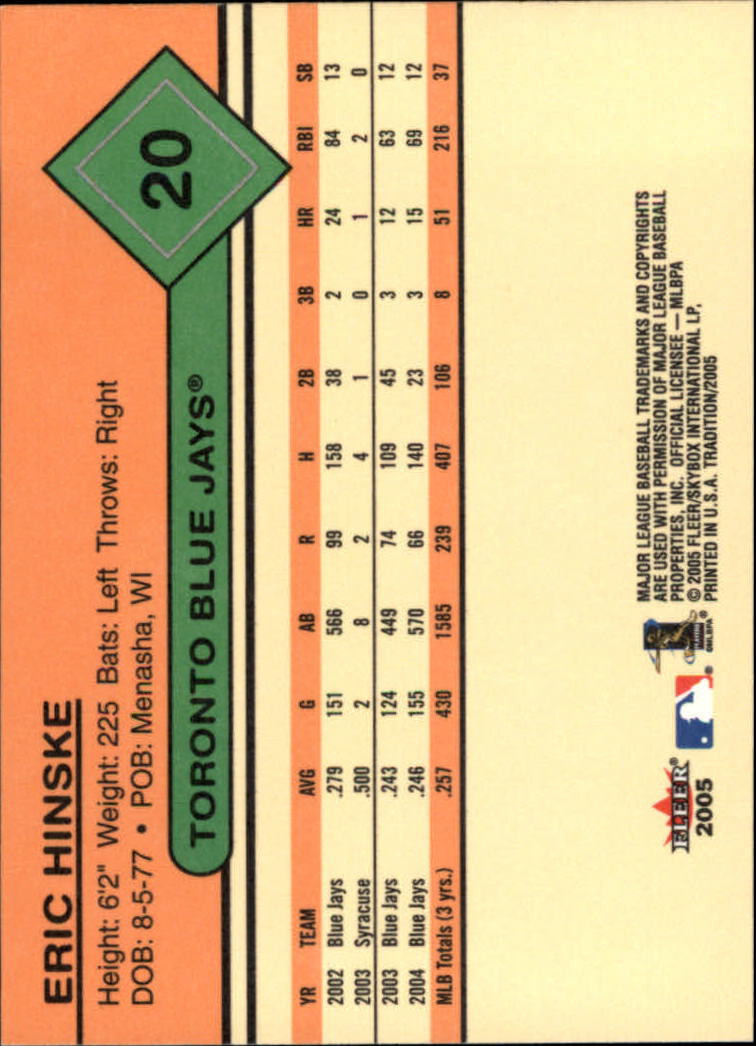 ERIC HINSKE
Height: 6'2" Weight: 225 Bats: Left Throws: Right
DOB: 8-5-77 • POB: Menasha, WI
20
TORONTO BLUE JAYS®
YR TEAM AVG G AB R H 2B 3B HR RBI SB
2002 Blue Jays .279 151 566 99 158 38 2 24 84 13
2003 Syracuse .500 2 8 2 4 1 0 1 2 0
2003 Blue Jays .243 124 449 74 109 45 3 12 63 12
2004 Blue Jays .246 155 570 66 140 23 3 15 69 12
MLB Totals (3 yrs.) .257 430 1585 239 407 106 8 51 216 37
FLEER®
2005
®
®
©MLBPA
MAJOR LEAGUE BASEBALL TRADEMARKS AND COPYRIGHTS
ARE USED WITH PERMISSION OF MAJOR LEAGUE BASEBALL
PROPERTIES, INC. OFFICIAL LICENSEE — MLBPA
© 2005 FLEER/SKYBOX INTERNATIONAL LP,
PRINTED IN U.S.A. TRADITION/2005